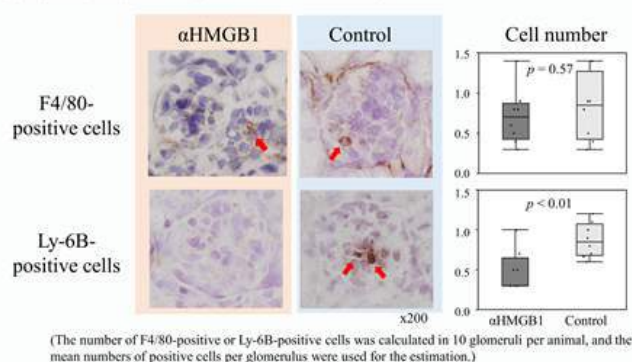 αHMGB1
Control
Cell number
F4/80-
positive cells
1.5
p = 0.57
1.0
0.5
0.0
Ly-6B-
positive cells
1.5
p < 0.01
1.0
0.5
0.0
x200
αHMGB1
Control
(The number of F4/80-positive or Ly-6B-positive cells was calculated in 10 glomeruli per animal, and the
mean numbers of positive cells per glomerulus were used for the estimation.)